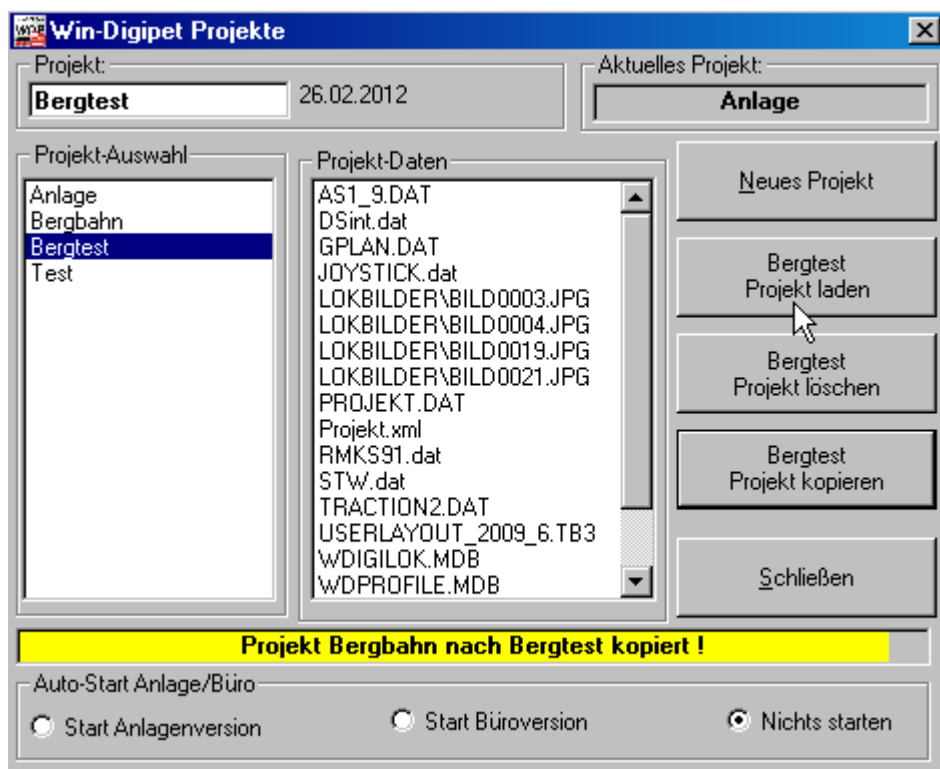 Win-Digipet Projekte
Projekt:
Bergtest
26.02.2012
Aktuelles Projekt:
Anlage
Projekt-Auswahl
Anlage
Bergbahn
Bergtest
Test
Projekt-Daten
AS1_9.DAT
DSint.dat
GPLAN.DAT
JOYSTICK.dat
LOKBILDER\BILD0003.JPG
LOKBILDER\BILD0004.JPG
LOKBILDER\BILD0019.JPG
LOKBILDER\BILD0021.JPG
PROJEKT.DAT
Projekt.xml
RMKS91.dat
STW.dat
TRACTION2.DAT
USERLAYOUT_2009_6.TB3
WDIGILOK.MDB
WDPROFILE.MDB
Neues Projekt
Bergtest
Projekt laden
Bergtest
Projekt löschen
Bergtest
Projekt kopieren
Schließen
Projekt Bergbahn nach Bergtest kopiert !
Auto-Start Anlage/Büro
Start Anlagenversion
Start Büroversion
Nichts starten